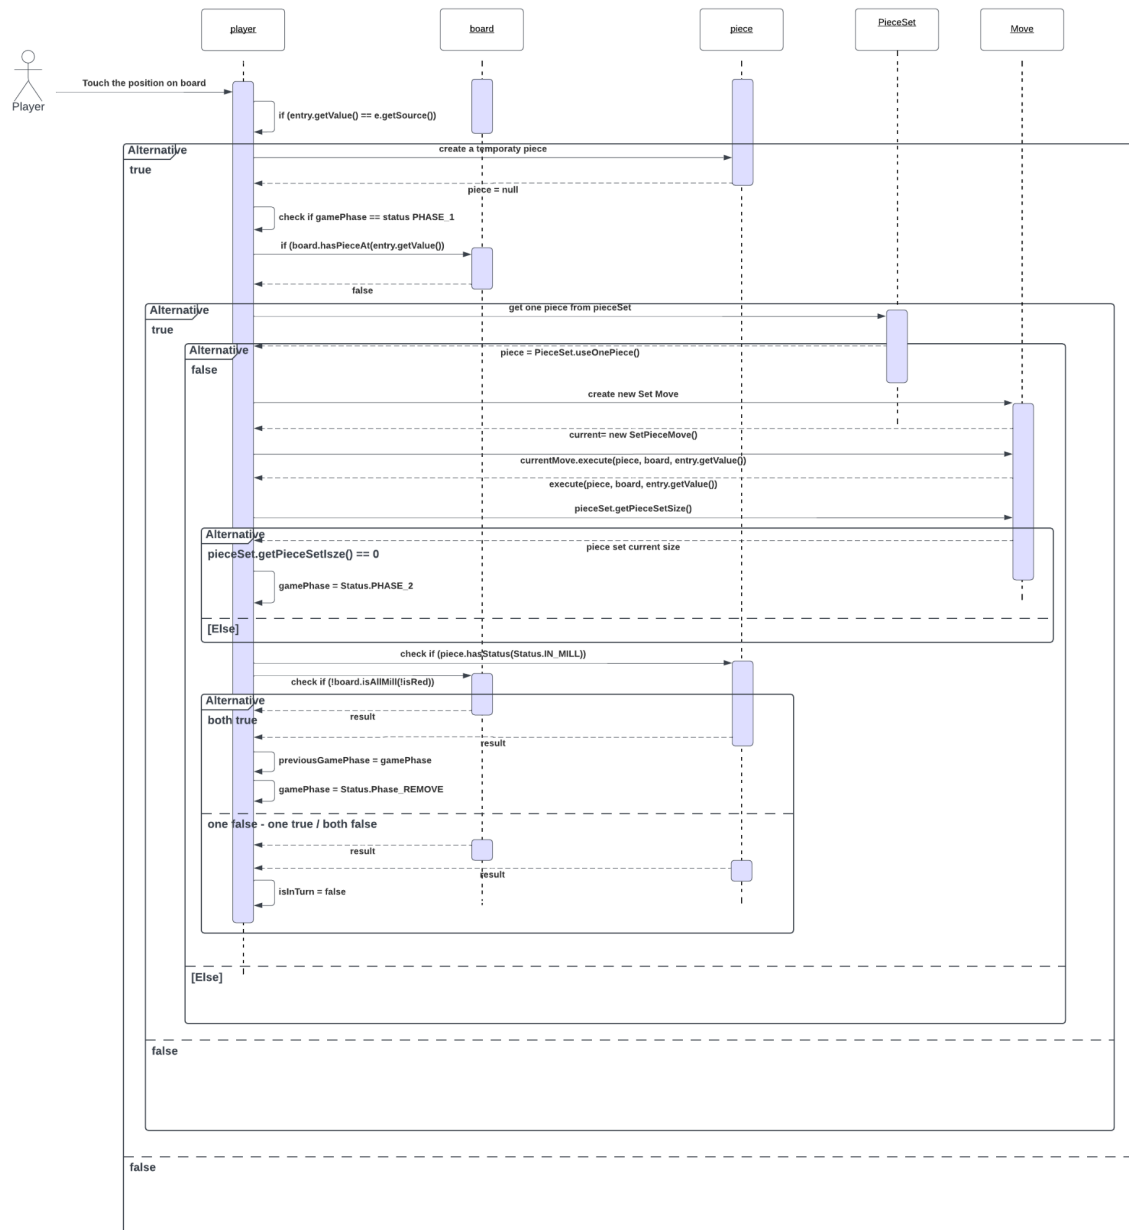 player
board
piece
PieceSet
Move
Player
Touch the position on board
if (entry.getValue() == e.getSource())
Alternative
true
create a temporaty piece
piece = null
check if gamePhase == status PHASE_1
if (board.hasPieceAt(entry.getValue())
false
Alternative
true
get one piece from pieceSet
Alternative
false
piece = PieceSet.useOnePiece()
create new Set Move
current= new SetPieceMove()
currentMove.execute(piece, board, entry.getValue())
execute(piece, board, entry.getValue())
pieceSet.getPieceSetSize()
Alternative
pieceSet.getPieceSetIsze() == 0
piece set current size
gamePhase = Status.PHASE_2
[Else]
check if (piece.hasStatus(Status.IN_MILL))
check if (!board.isAllMill(!isRed))
Alternative
both true
result
result
previousGamePhase = gamePhase
gamePhase = Status.Phase_REMOVE
one false - one true / both false
result
result
isInTurn = false
[Else]
false
false